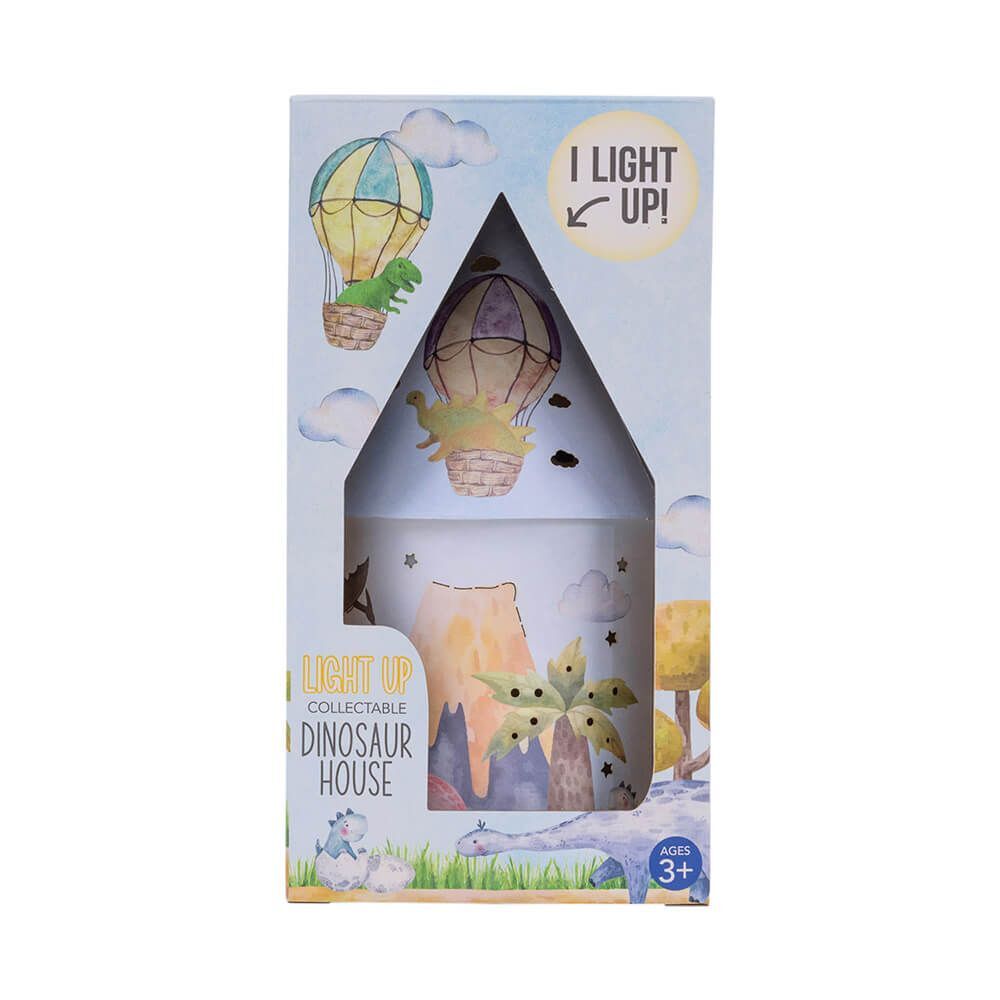 I LIGHT
UP!
LIGHT UP
COLLECTABLE
DINOSAUR
HOUSE
AGES
3+